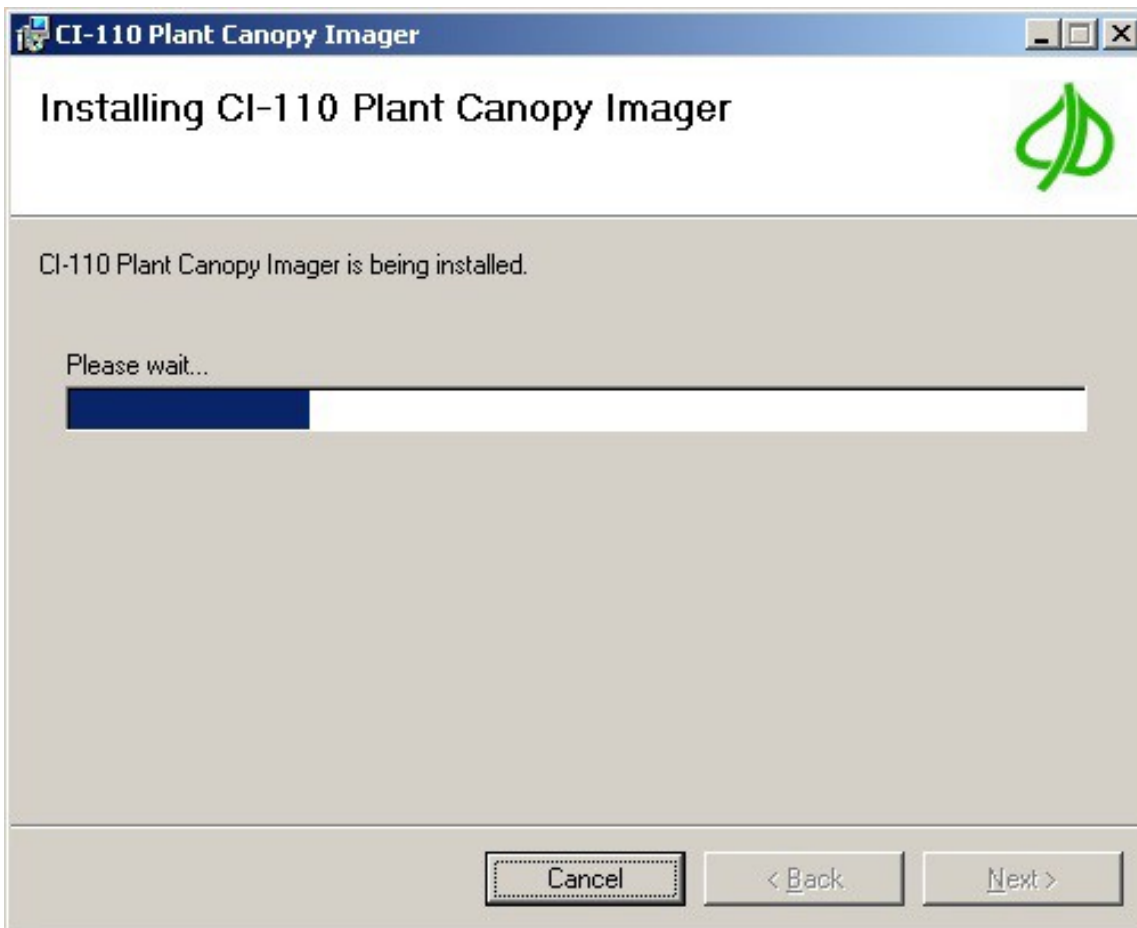 CI-110 Plant Canopy Imager
Installing CI-110 Plant Canopy Imager
CI-110 Plant Canopy Imager is being installed.
Please wait...
Cancel < Back Next >